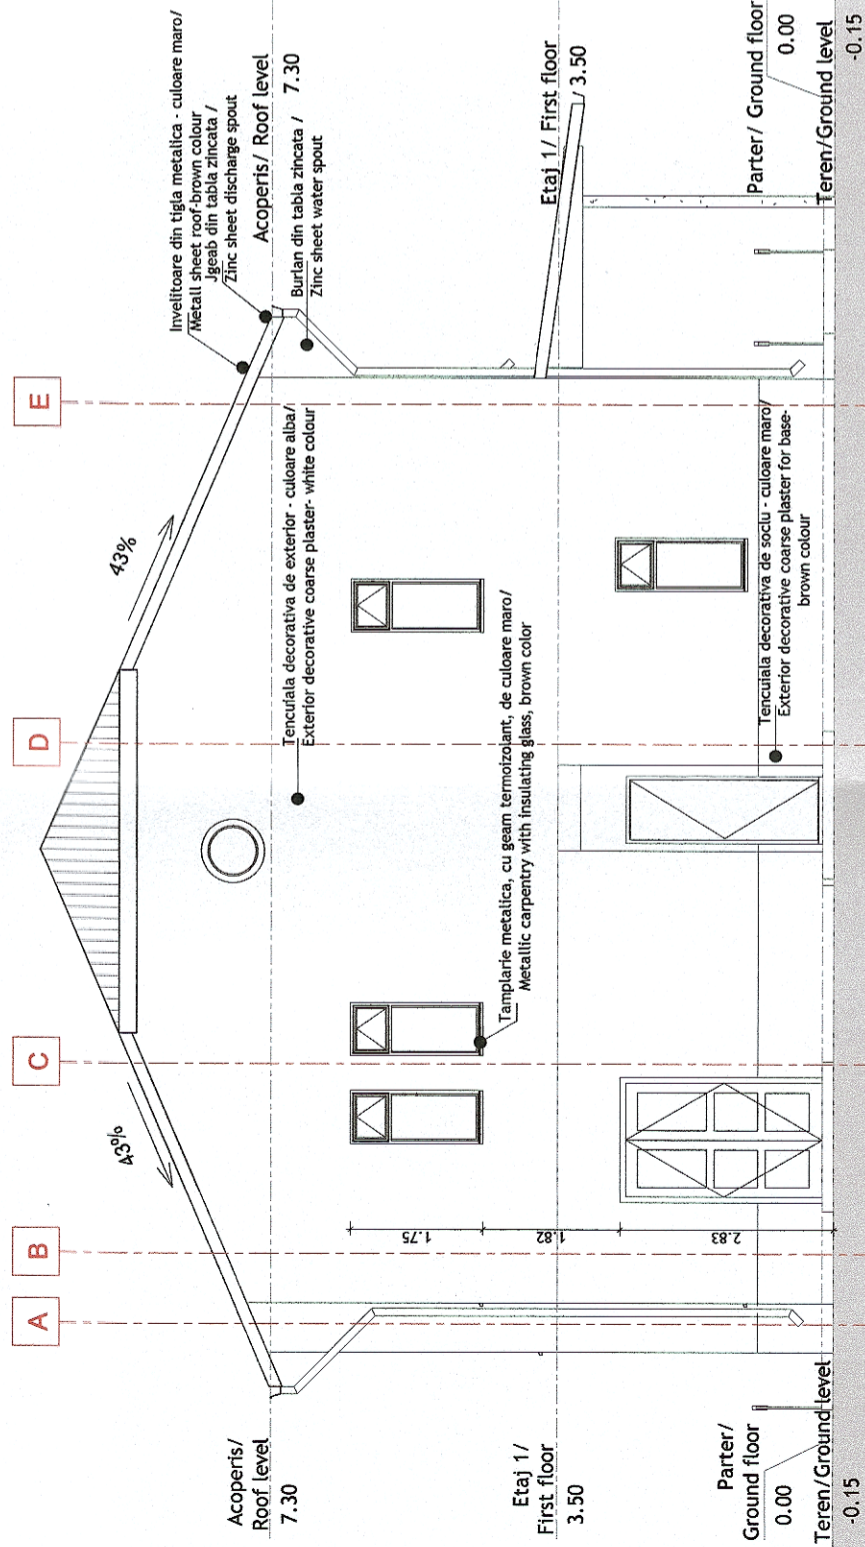 A
B
C
D
E
43%
43%
Invelitoare din tigla metalica - culoare maro/
Metall sheet roof-brown colour
Jgeab din tabla zincata /
Zinc sheet discharge spout
Acoperis/ Roof level
7.30
Burlan din tabla zincata /
Zinc sheet water spout
Acoperis/
Roof level
7.30
Tencuiala decorativa de exterior - culoare alba/
Exterior decorative coarse plaster- white colour
Tamplarie metalica, cu geam termoizolant, de culoare maro/
Metallic carpentry with insulating glass, brown color
1.75
1.82
2.83
Etaj 1/
First floor
3.50
Etaj 1/ First floor
3.50
Tencuiala decorativa de soclu - culoare maro/
Exterior decorative coarse plaster for base-
brown colour
Parter/
Ground floor
0.00
Teren/Ground level
-0.15
Parter/ Ground floor
0.00
Teren/Ground level
-0.15